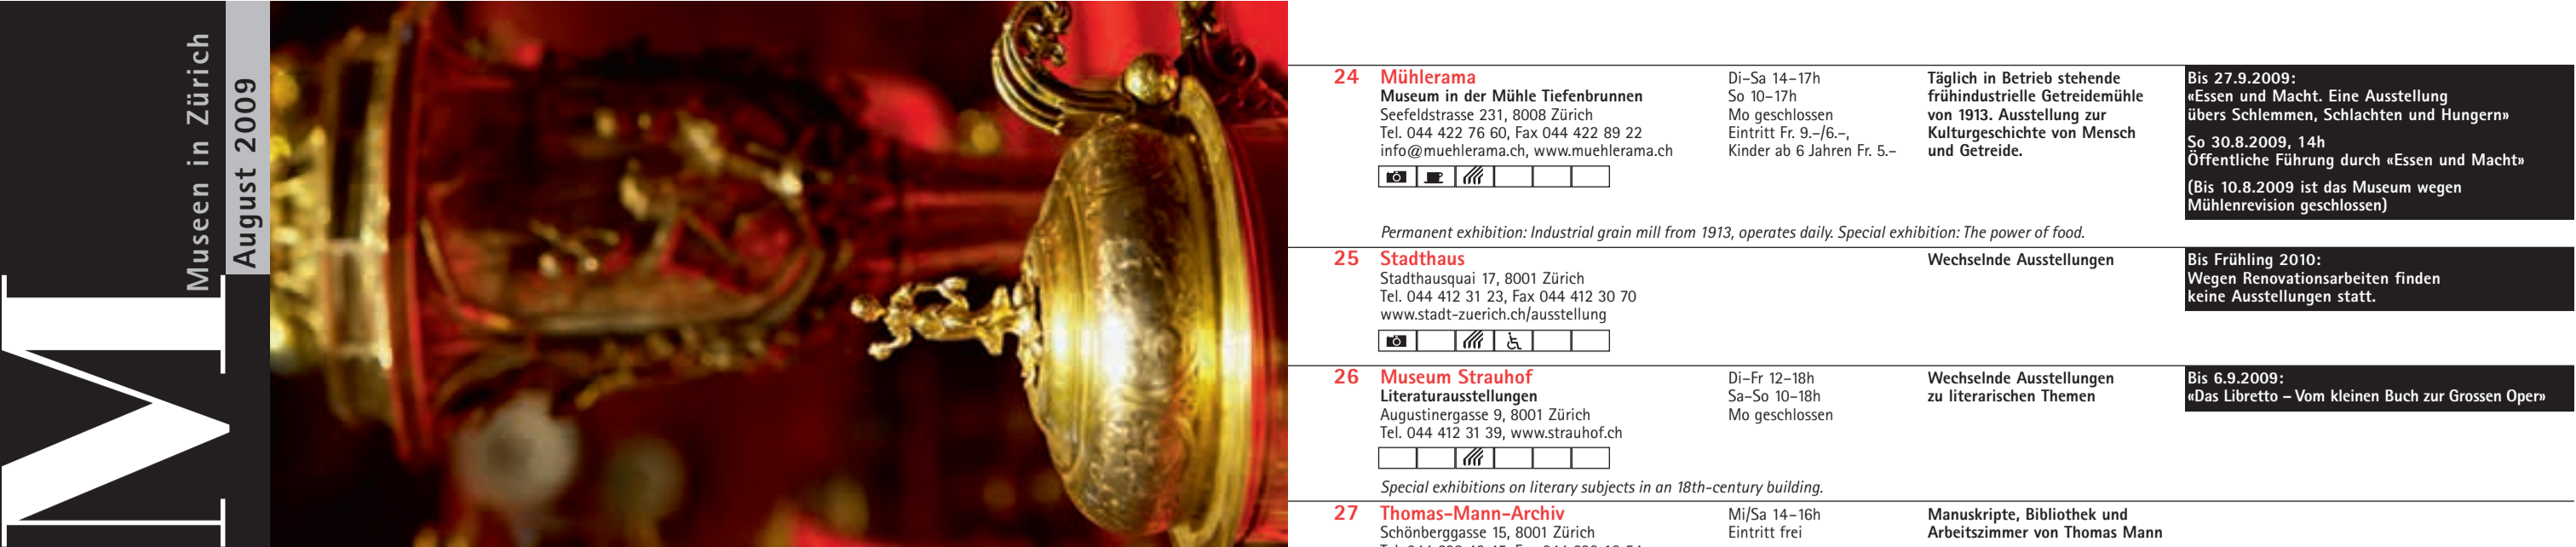 Museen in Zürich
August 2009
M
24 Mühlerama
Museum in der Mühle Tiefenbrunnen
Seefeldstrasse 231, 8008 Zürich
Tel. 044 422 76 60, Fax 044 422 89 22
info@muehlerama.ch, www.muehlerama.ch
Di–Sa 14–17h
So 10–17h
Mo geschlossen
Eintritt Fr. 9.–/6.–,
Kinder ab 6 Jahren Fr. 5.–
Täglich in Betrieb stehende
frühindustrielle Getreidemühle
von 1913. Ausstellung zur
Kulturgeschichte von Mensch
und Getreide.
Bis 27.9.2009:
«Essen und Macht. Eine Ausstellung
übers Schlemmen, Schlachten und Hungern»
So 30.8.2009, 14h
Öffentliche Führung durch «Essen und Macht»
(Bis 10.8.2009 ist das Museum wegen
Mühlenrevision geschlossen)
Permanent exhibition: Industrial grain mill from 1913, operates daily. Special exhibition: The power of food.
25 Stadthaus
Stadthausquai 17, 8001 Zürich
Tel. 044 412 31 23, Fax 044 412 30 70
www.stadt-zuerich.ch/ausstellung
Wechselnde Ausstellungen
Bis Frühling 2010:
Wegen Renovationsarbeiten finden
keine Ausstellungen statt.
26 Museum Strauhof
Literaturausstellungen
Augustinergasse 9, 8001 Zürich
Tel. 044 412 31 39, www.strauhof.ch
Di–Fr 12–18h
Sa–So 10–18h
Mo geschlossen
Wechselnde Ausstellungen
zu literarischen Themen
Bis 6.9.2009:
«Das Libretto – Vom kleinen Buch zur Grossen Oper»
Special exhibitions on literary subjects in an 18th-century building.
27 Thomas-Mann-Archiv
Schönberggasse 15, 8001 Zürich
Mi/Sa 14–16h
Eintritt frei
Manuskripte, Bibliothek und
Arbeitszimmer von Thomas Mann